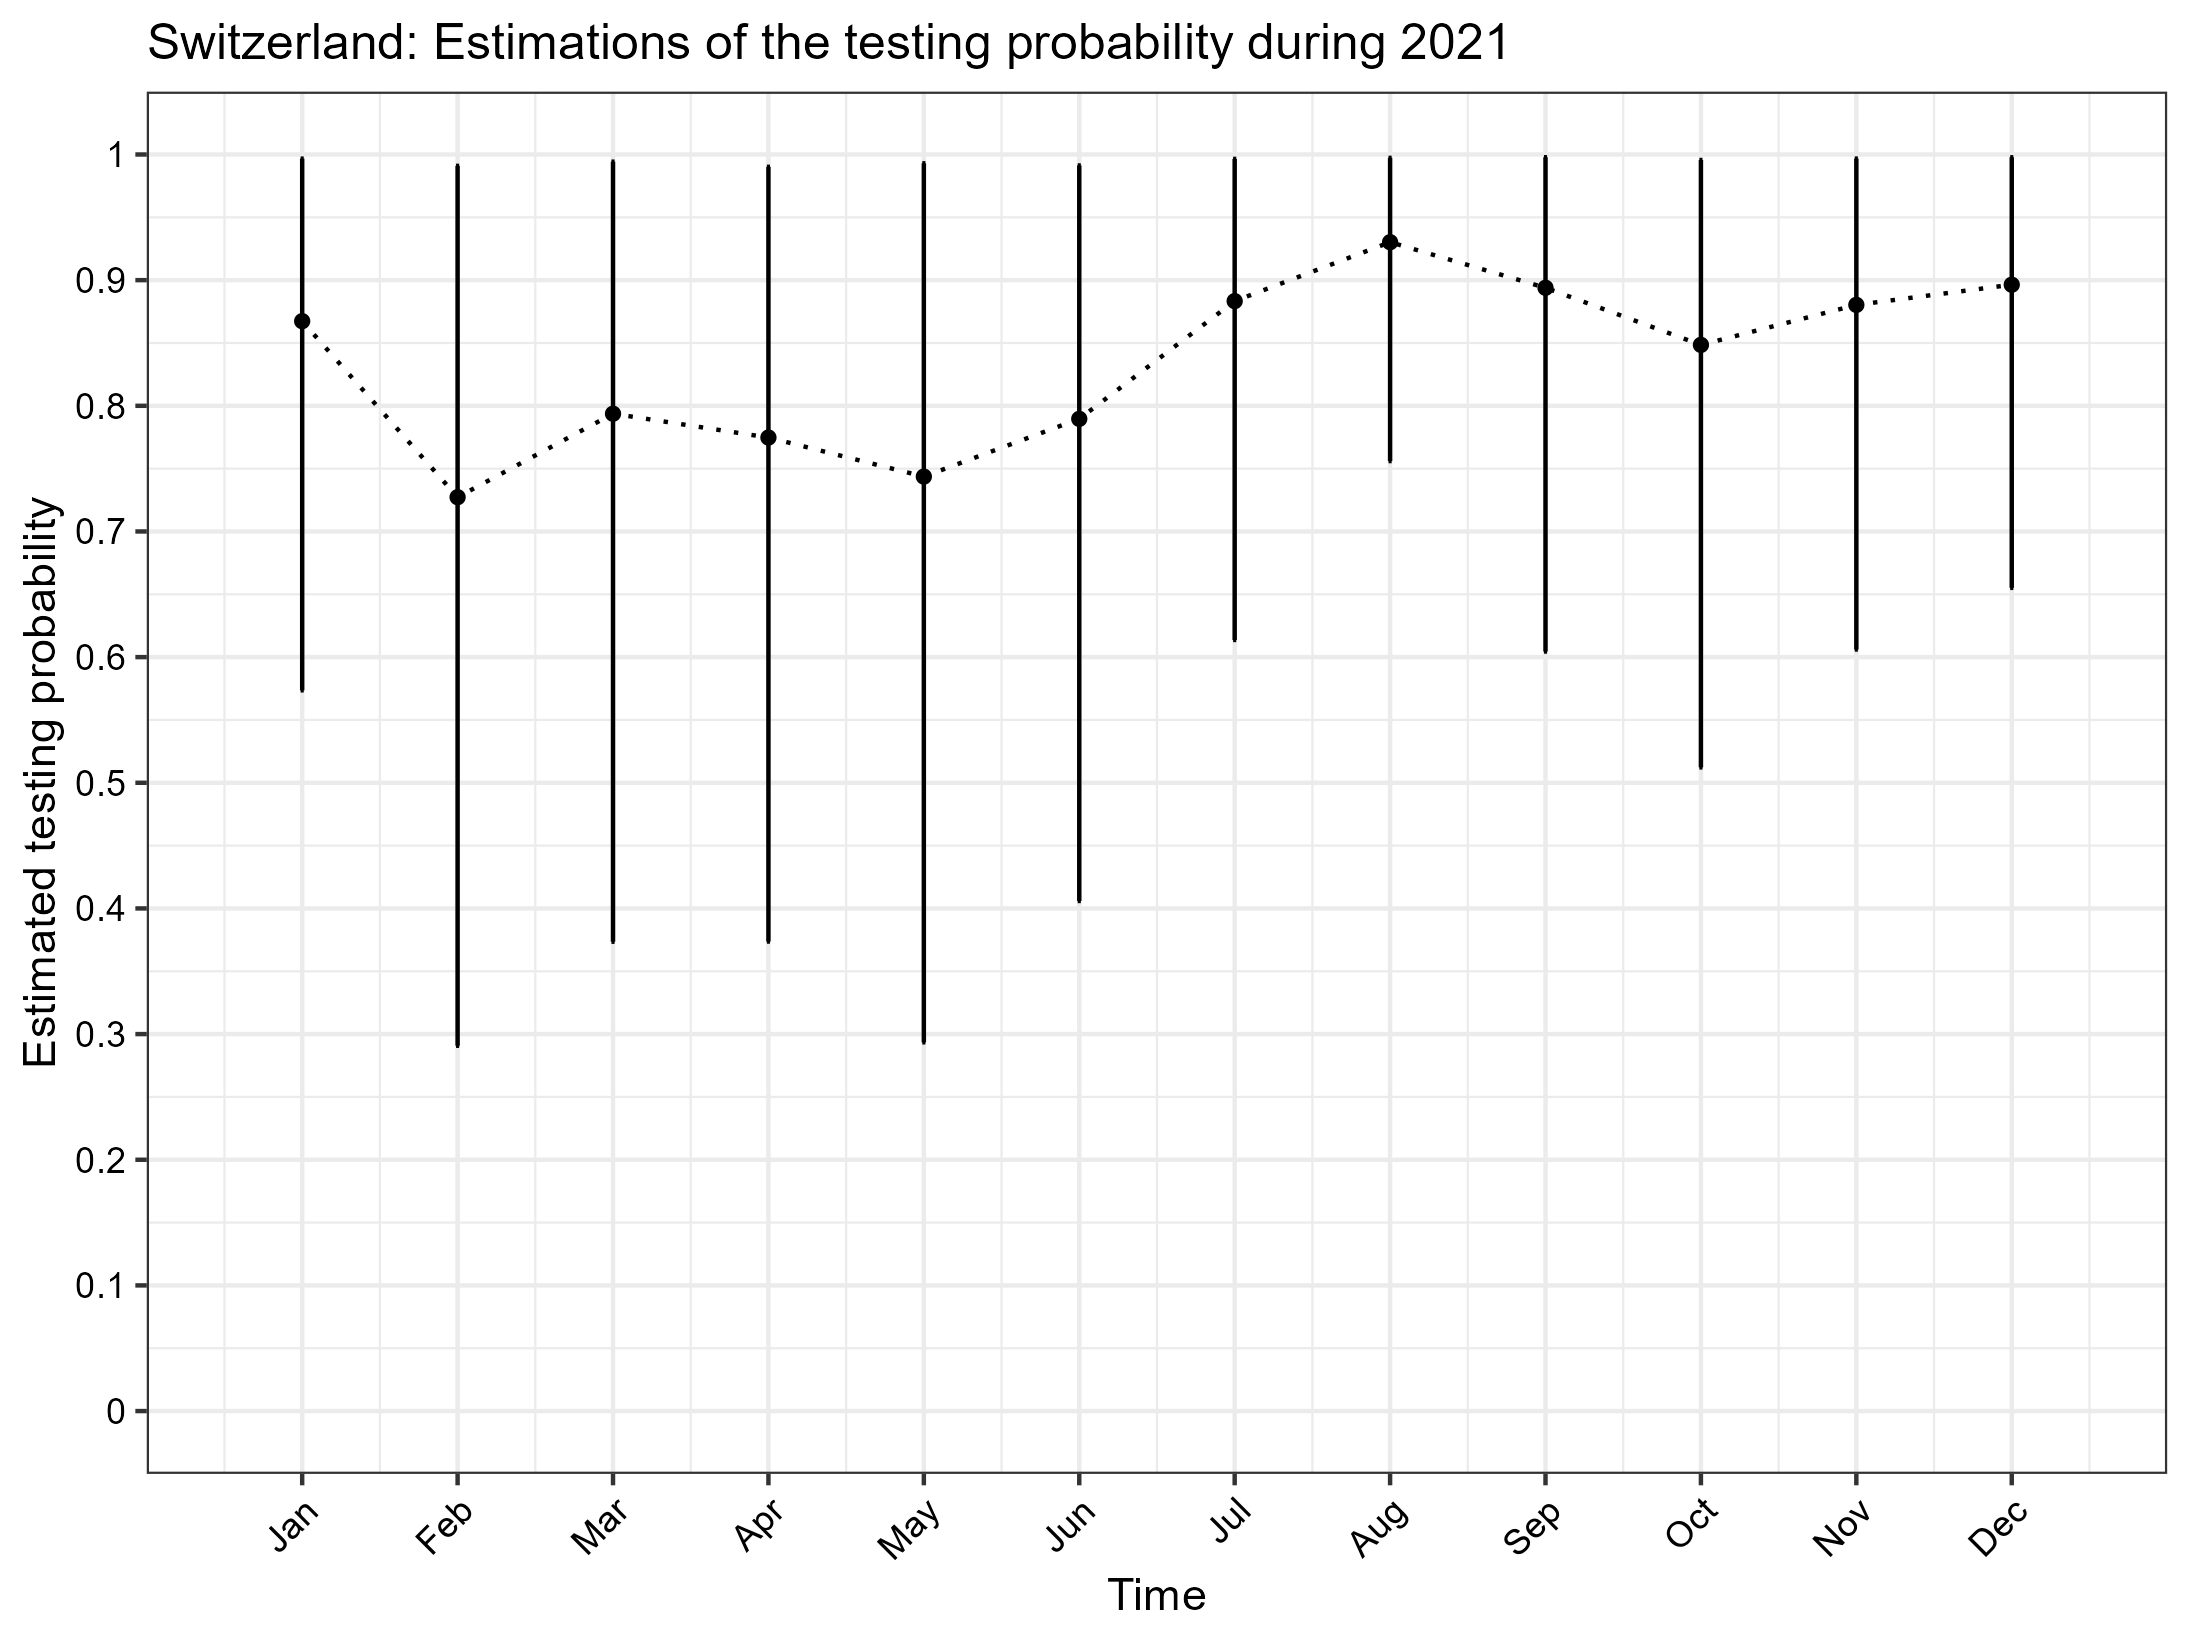 Switzerland: Estimations of the testing probability during 2021
Estimated testing probability
1
0.9
0.8
0.7
0.6
0.5
0.4
0.3
0.2
0.1
0
Jan Feb Mar Apr May Jun Jul Aug Sep Oct Nov Dec
Time